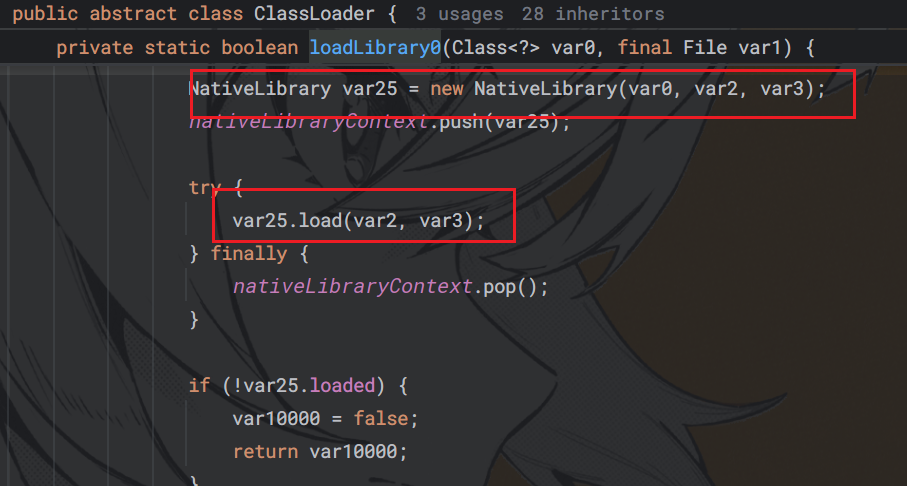 public abstract class ClassLoader { 3 usages 28 inheritors
private static boolean loadLibrary0(Class<?> var0, final File var1) {
NativeLibrary var25 = new NativeLibrary(var0, var2, var3);
nativeLibraryContext.push(var25);
try {
var25.load(var2, var3);
} finally {
nativeLibraryContext.pop();
}
if (!var25.loaded) {
var10000 = false;
return var10000;
}